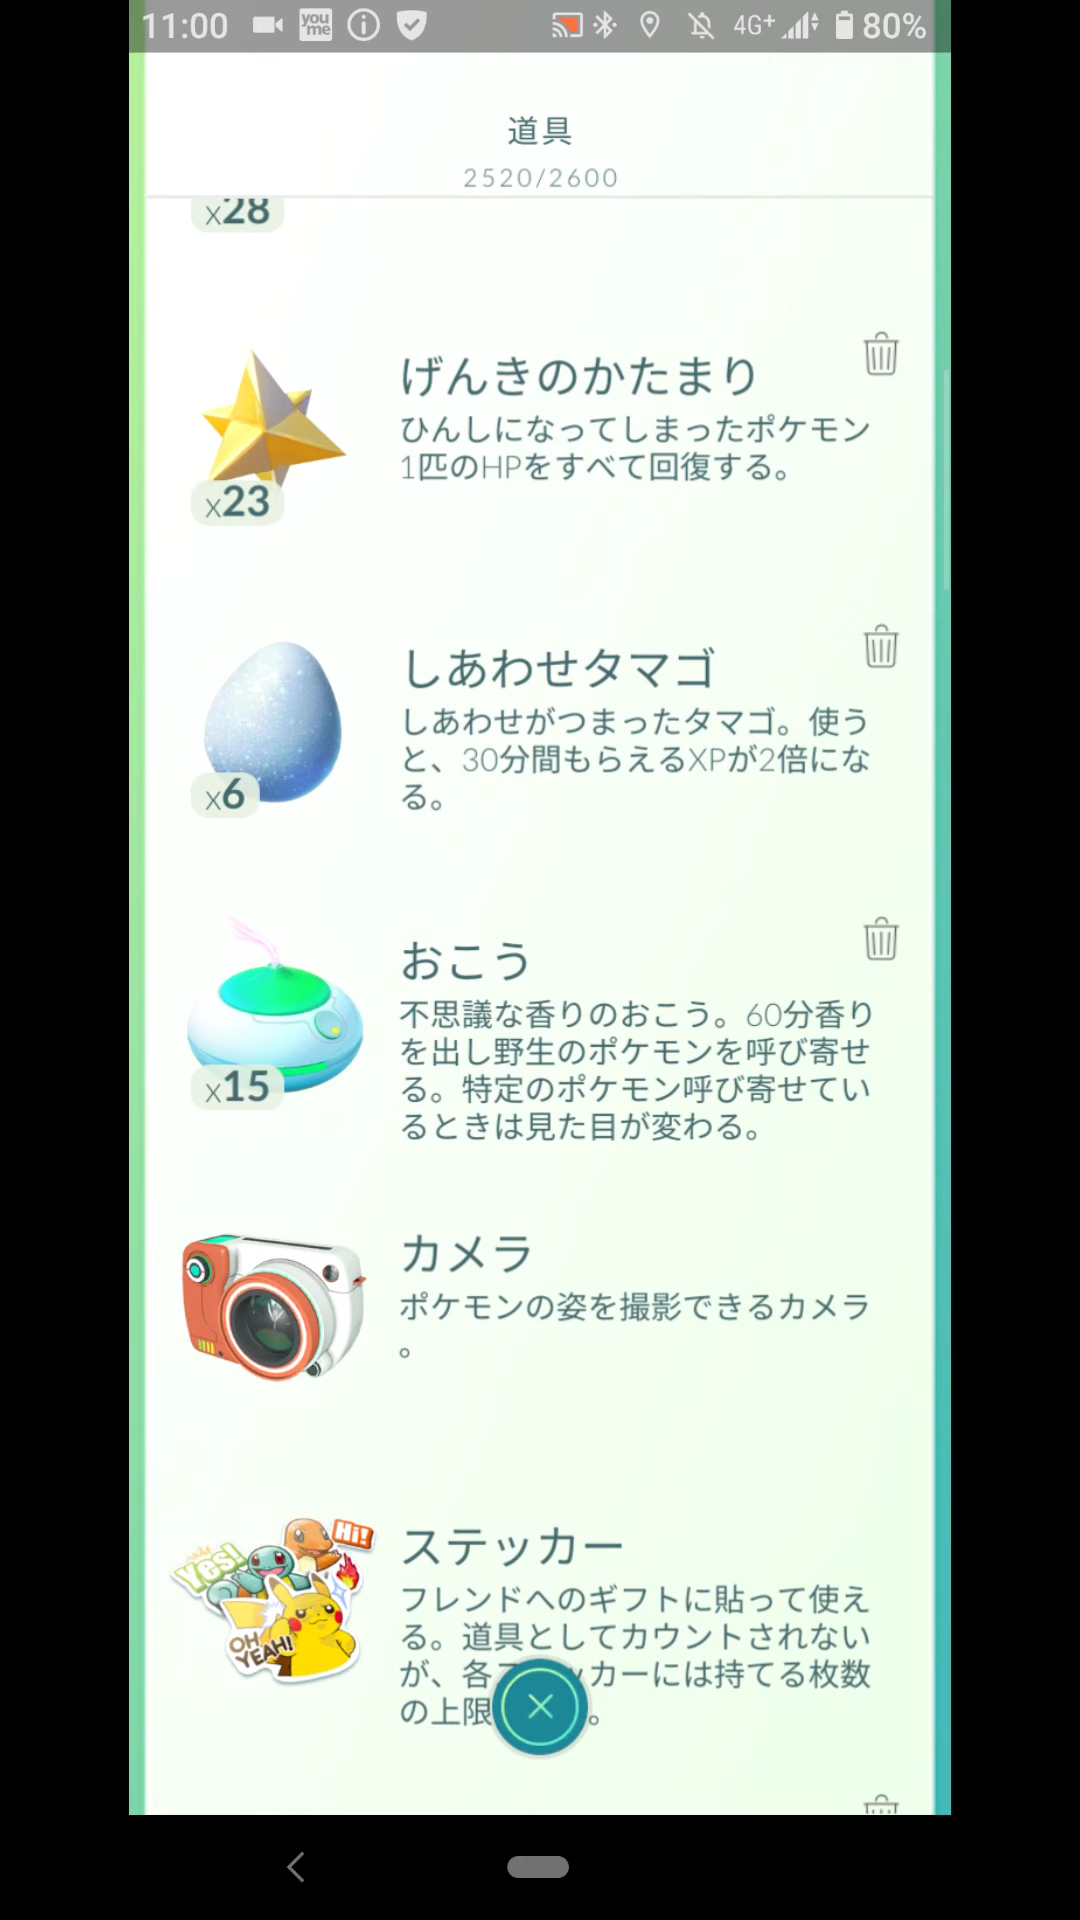 11:00
you
me
4G+
80%
道具
2520/2600
x28
げんきのかたまり
ひんしになってしまったポケモン
1匹のHPをすべて回復する。
x23
しあわせタマゴ
しあわせがつまったタマゴ。使う
と、30分間もらえるXPが2倍にな
る。
x6
おこう
不思議な香りのおこう。60分香り
を出し野生のポケモンを呼び寄せ
る。特定のポケモン呼び寄せてい
るときは見た目が変わる。
x15
カメラ
ポケモンの姿を撮影できるカメラ
。
Hi!
Yes!
OH
YEAH!
ステッカー
フレンドへのギフトに貼って使え
る。道具としてカウントされない
が、各 カーには持てる枚数
の上限 。